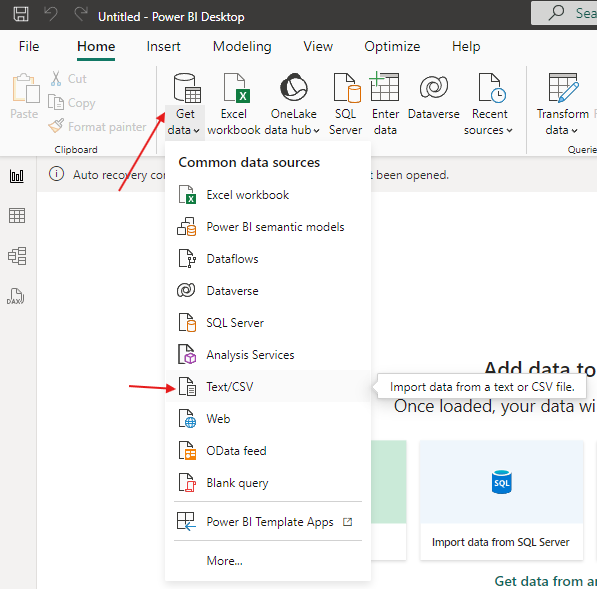 Untitled - Power BI Desktop
Sea
File Home Insert Modeling View Optimize Help
Paste
Cut
Copy
Format painter
Clipboard
Get data
Excel workbook
OneLake data hub
SQL Server
Enter data
Dataverse
Recent sources
Transform data
Querie
Auto recovery co
t been opened.
Common data sources
Excel workbook
Power BI semantic models
Dataflows
Dataverse
SQL Server
Analysis Services
Text/CSV
Import data from a text or CSV file.
Web
OData feed
Blank query
Power BI Template Apps
More...
DAX
Add data to
Once loaded, your data wi
SQL
Import data from SQL Server
Get data from an